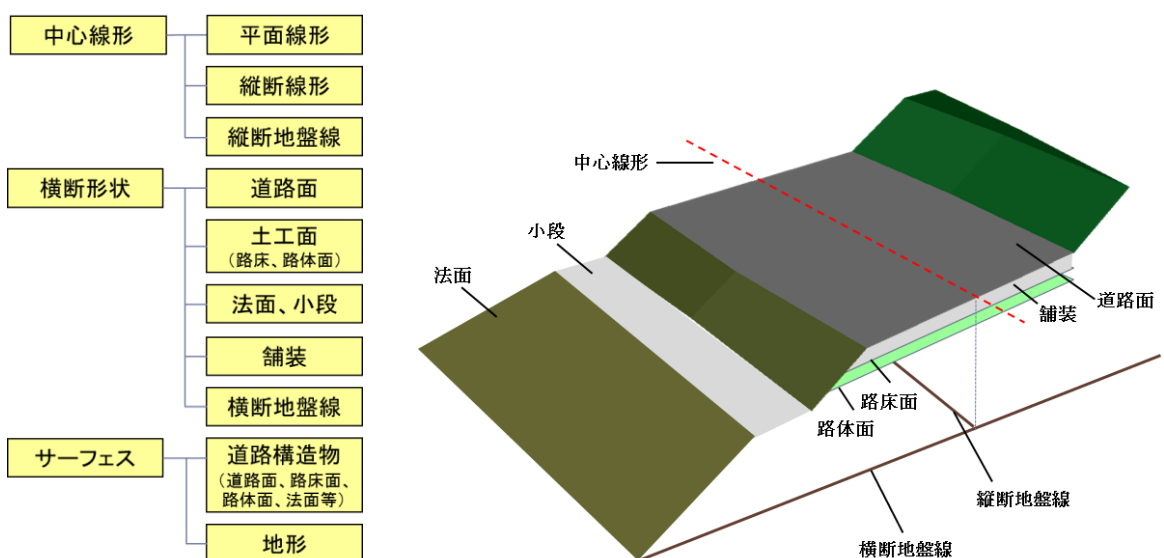 中心線形
平面線形
縦断線形
縦断地盤線
横断形状
道路面
土工面
（路床、路体面）
法面、小段
舗装
横断地盤線
サーフェス
道路構造物
（道路面、路床面、
路体面、法面等）
地形
中心線形
小段
法面
道路面
舗装
路床面
路体面
縦断地盤線
横断地盤線